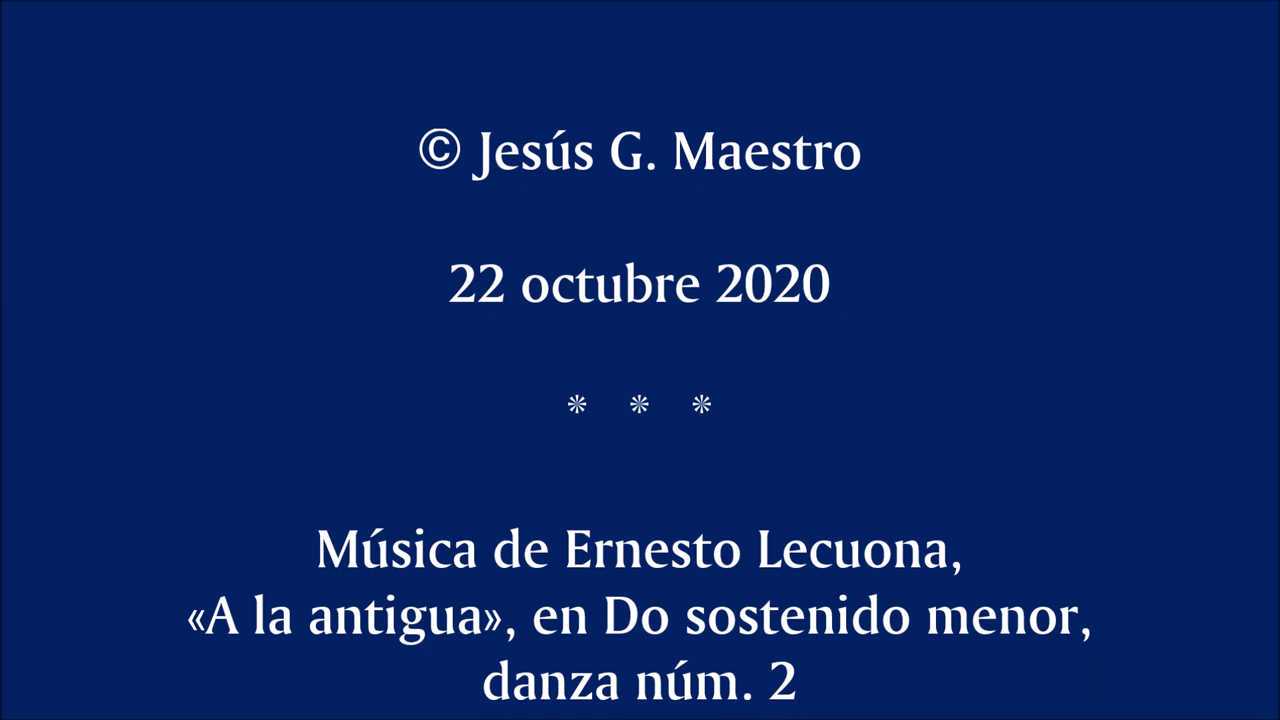 © Jesús G. Maestro
22 octubre 2020
* * *
Música de Ernesto Lecuona,
«A la antigua», en Do sostenido menor,
danza núm. 2